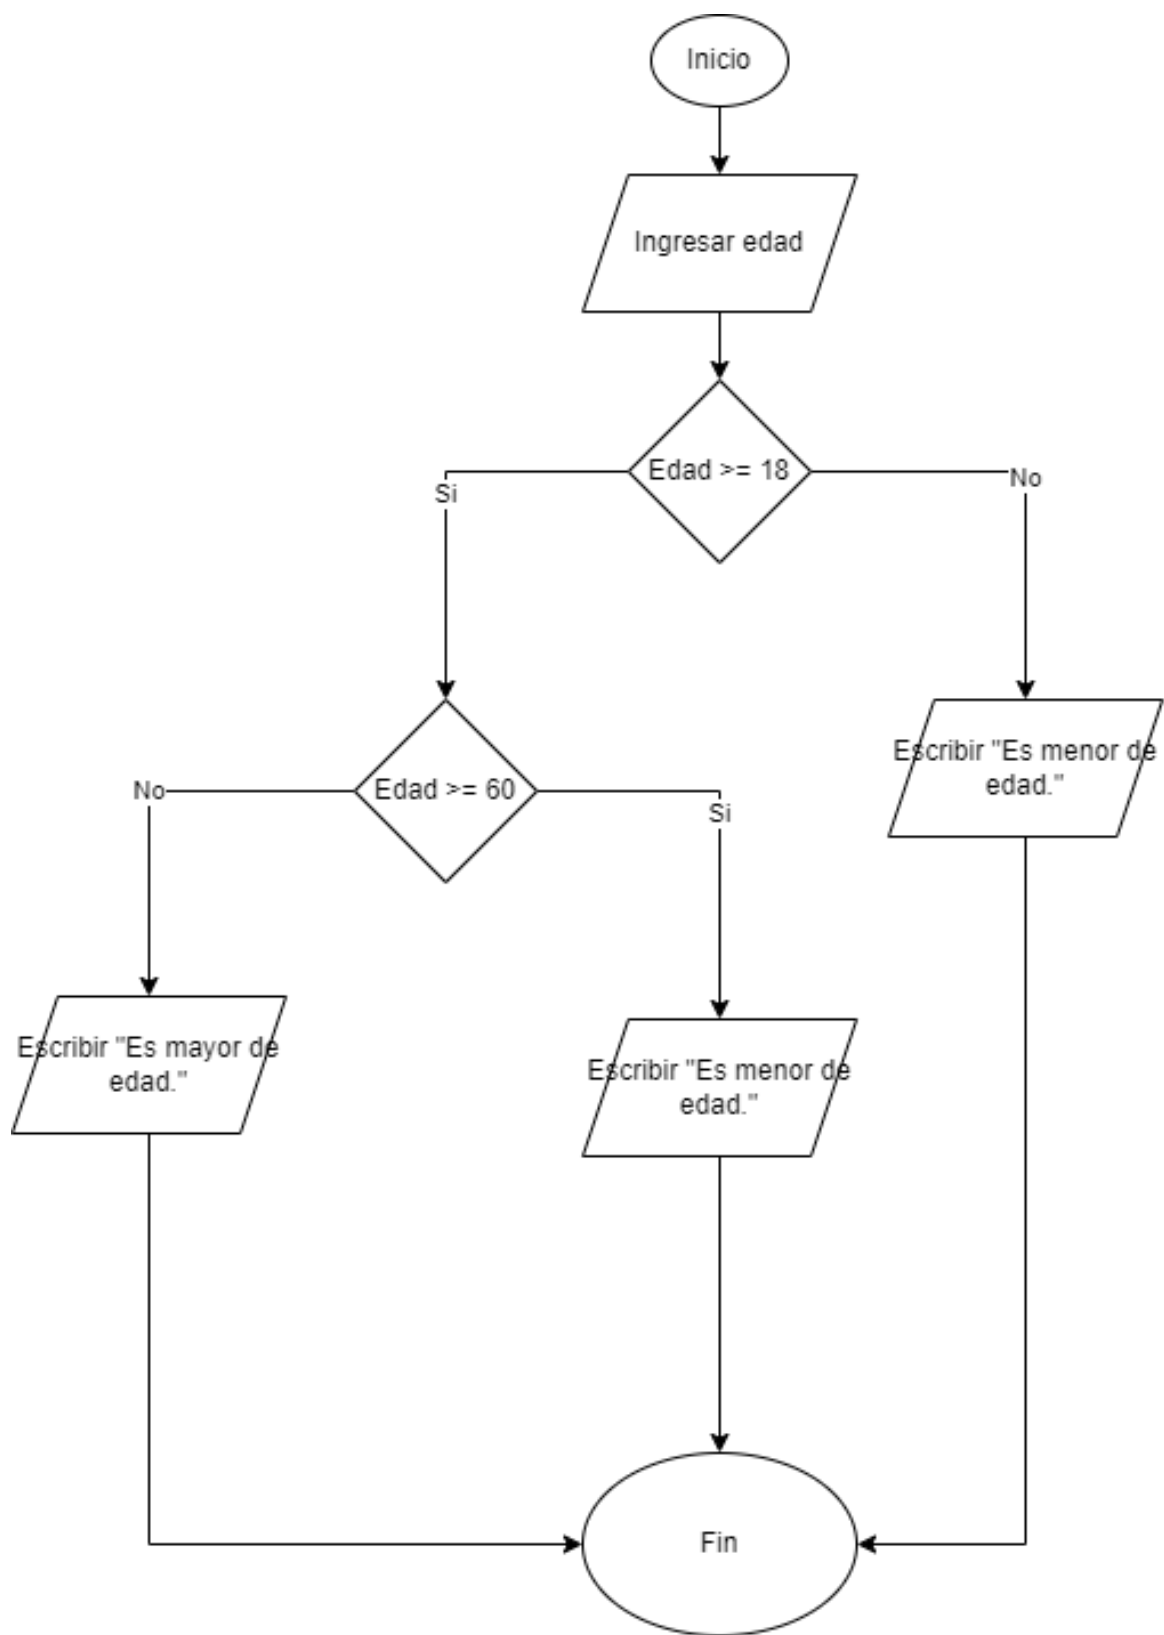 Inicio
Ingresar edad
Edad >= 18
Si
No
Edad >= 60
No
Si
Escribir "Es menor de
edad."
Escribir "Es mayor de
edad."
Escribir "Es menor de
edad."
Fin